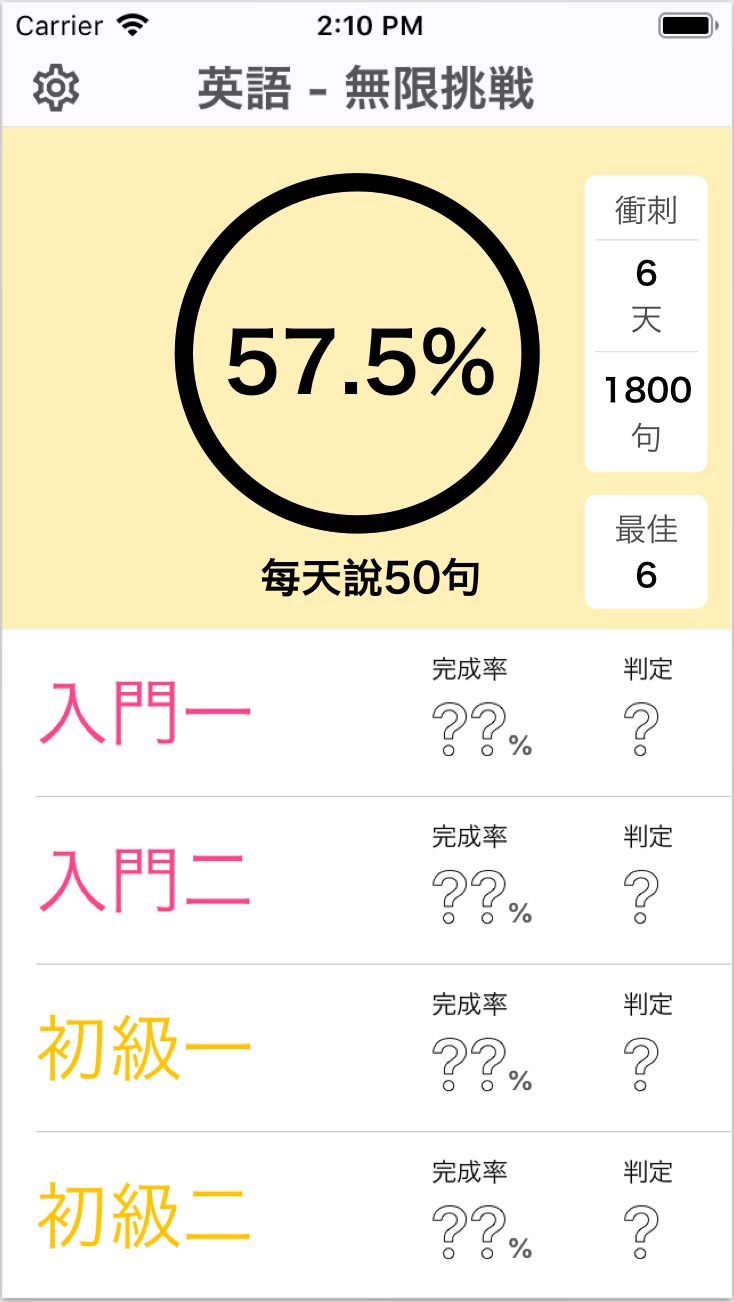 Carrier 2:10 PM
英語 - 無限挑戦
57.5%
每天說50句
衝刺
6
天
1800
句
最佳
6
入門一
完成率
??%
判定
?
入門二
完成率
??%
判定
?
初級一
完成率
??%
判定
?
初級二
完成率
??%
判定
?